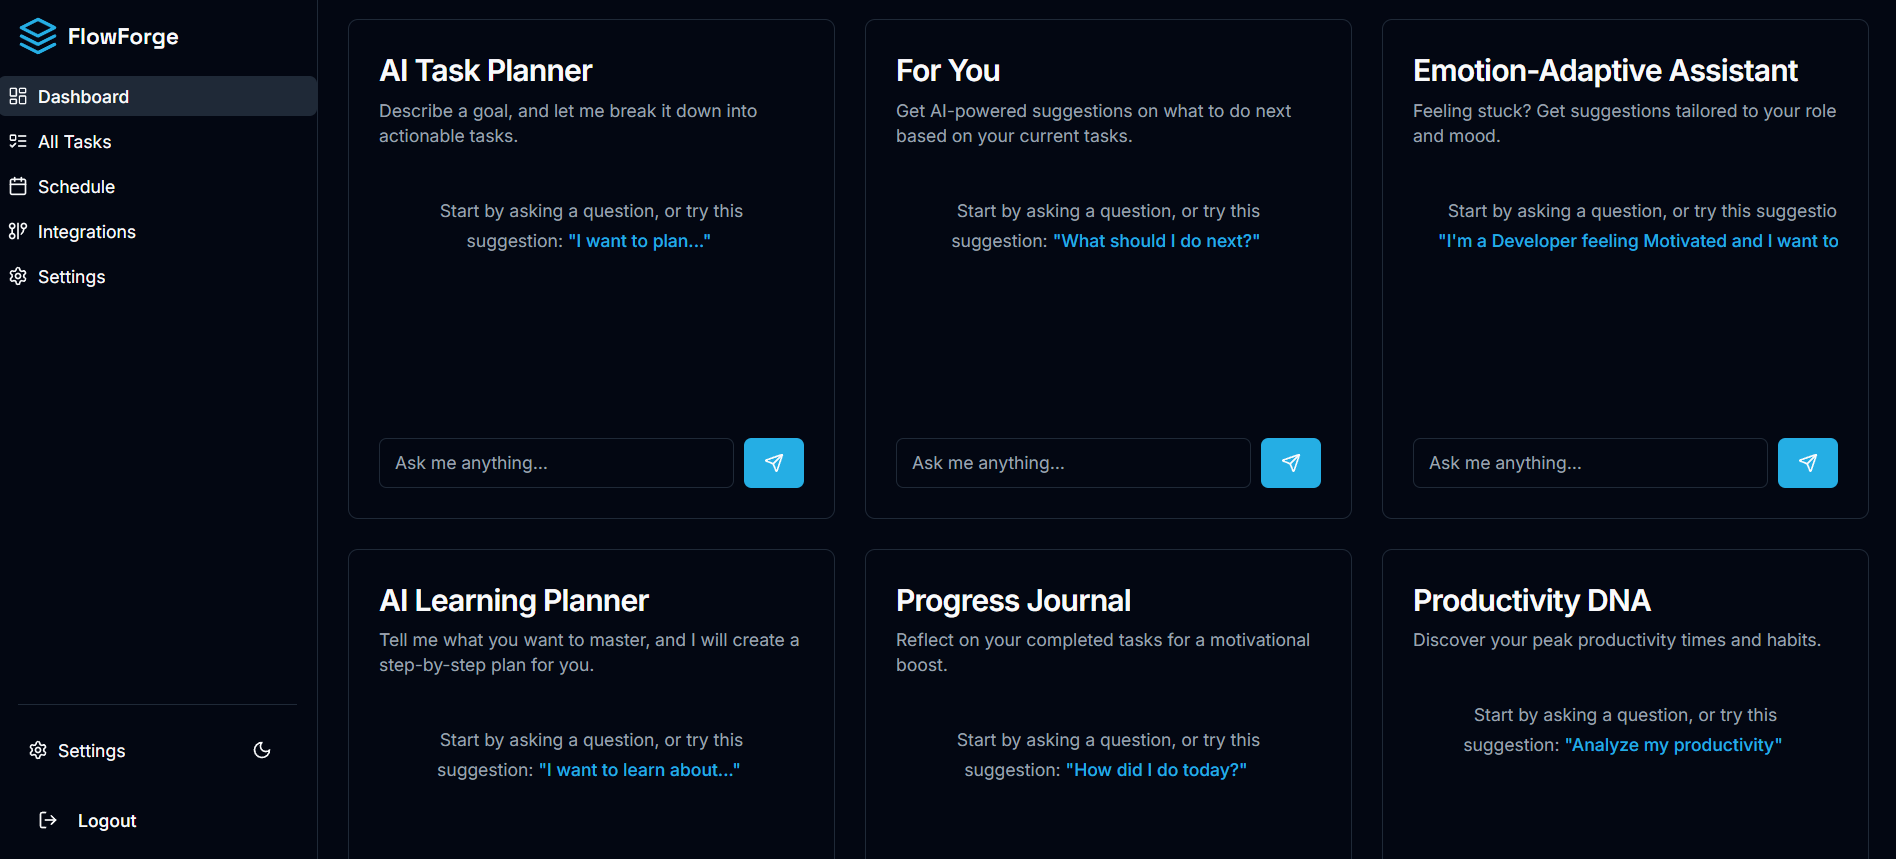 FlowForge
Dashboard
All Tasks
Schedule
Integrations
Settings
Settings
Logout
AI Task Planner
Describe a goal, and let me break it down into
actionable tasks.
Start by asking a question, or try this
suggestion: "I want to plan..."
Ask me anything...
For You
Get AI-powered suggestions on what to do next
based on your current tasks.
Start by asking a question, or try this
suggestion: "What should I do next?"
Ask me anything...
Emotion-Adaptive Assistant
Feeling stuck? Get suggestions tailored to your role
and mood.
Start by asking a question, or try this suggestio
"I'm a Developer feeling Motivated and I want to
Ask me anything...
AI Learning Planner
Tell me what you want to master, and I will create a
step-by-step plan for you.
Start by asking a question, or try this
suggestion: "I want to learn about..."
Progress Journal
Reflect on your completed tasks for a motivational
boost.
Start by asking a question, or try this
suggestion: "How did I do today?"
Productivity DNA
Discover your peak productivity times and habits.
Start by asking a question, or try this
suggestion: "Analyze my productivity"